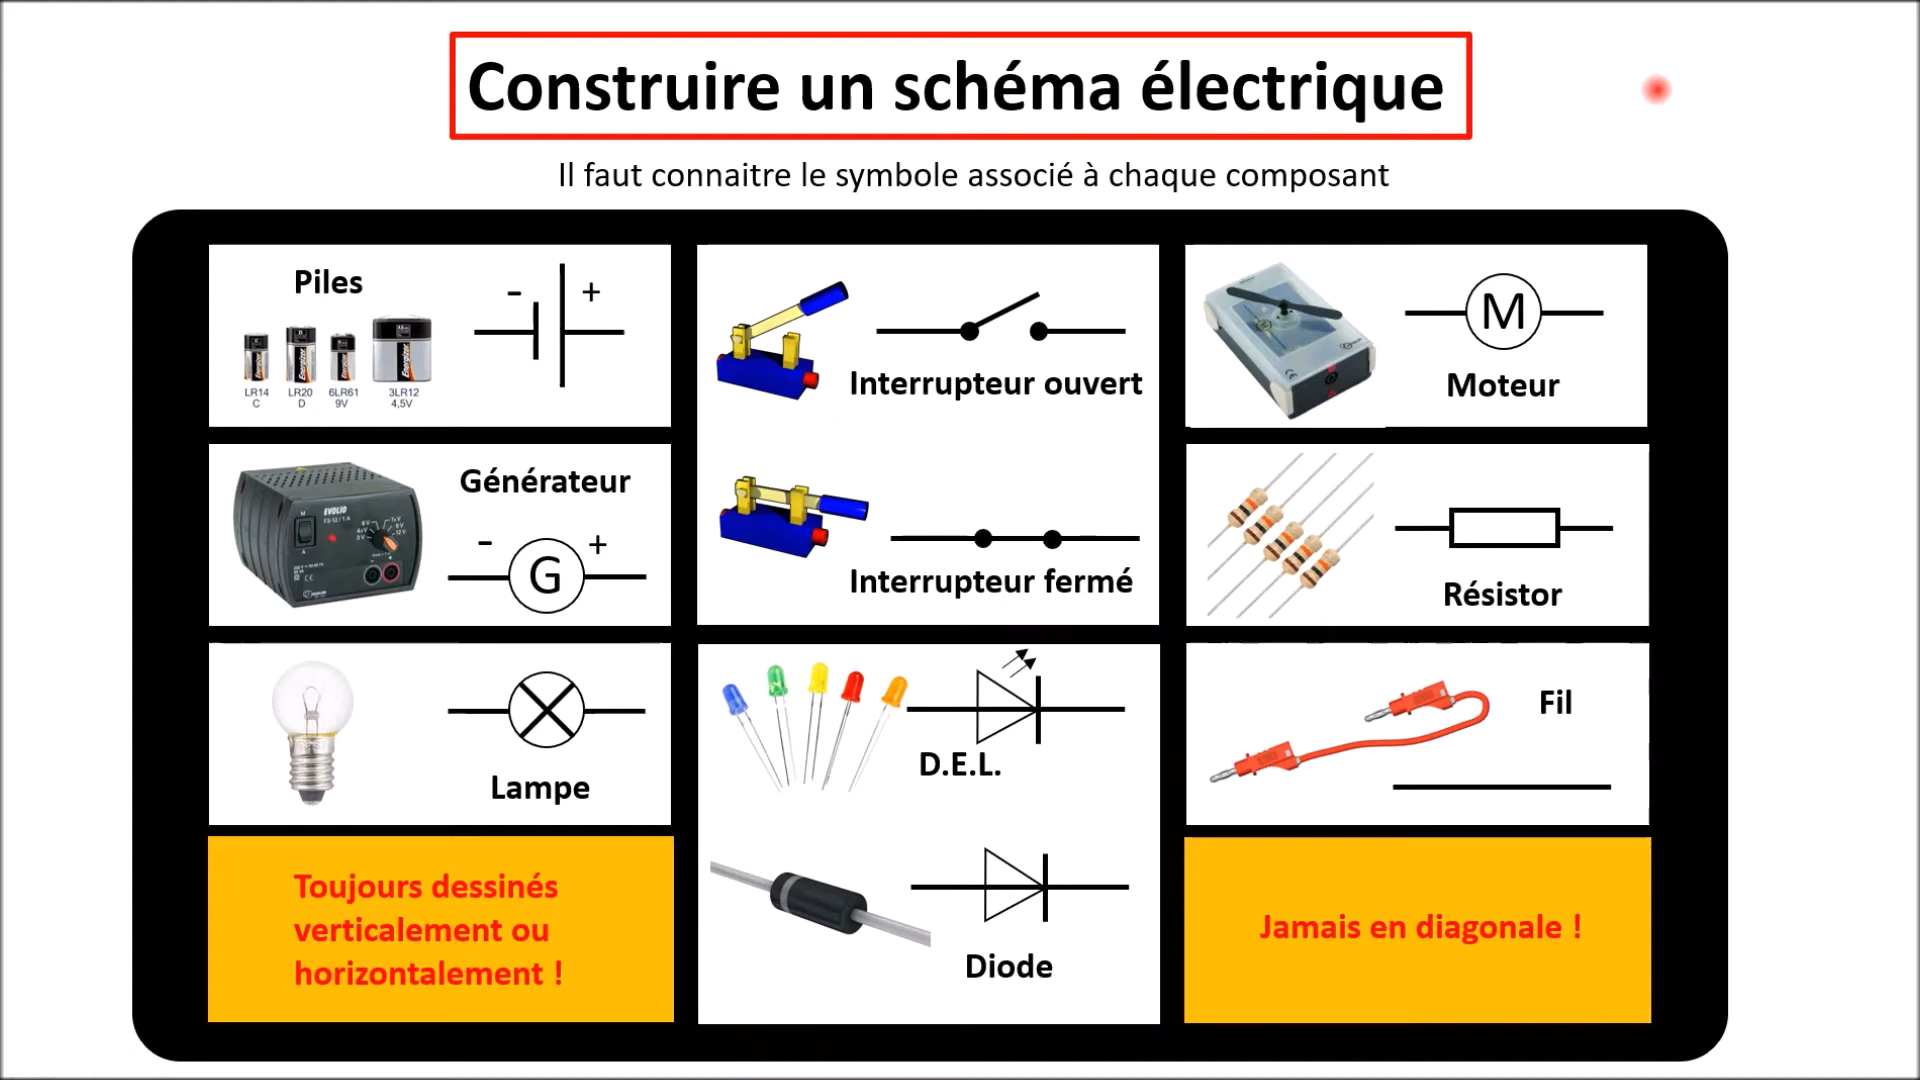 Construire un schéma électrique
Il faut connaitre le symbole associé à chaque composant
Piles
- +
LR14 LR20 6LR61 3LR12
C D 9V 4,5V
Interrupteur ouvert
Interrupteur fermé
M
Moteur
Générateur
- +
G
EVOLIO
Résistor
Lampe
D.E.L.
Diode
Fil
Toujours dessinés
verticalement ou
horizontalement !
Jamais en diagonale !